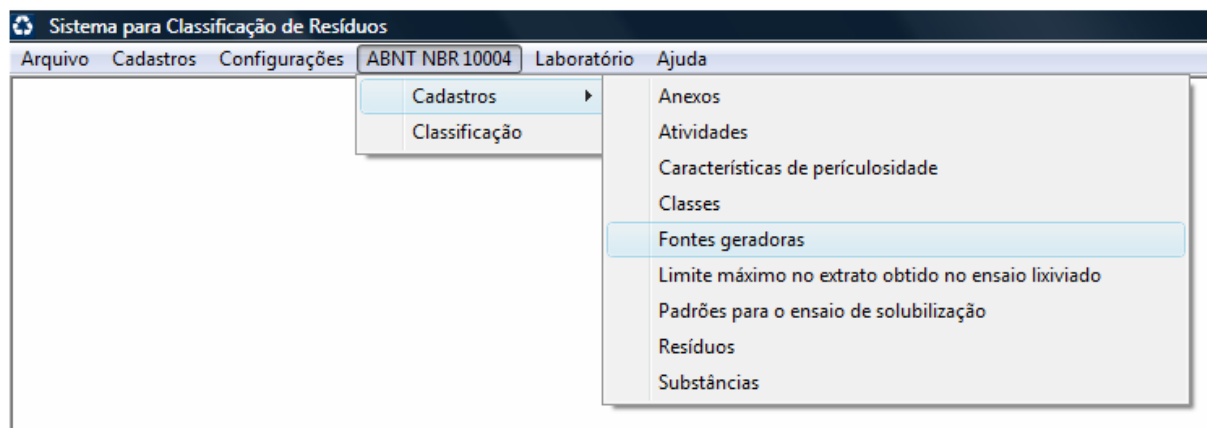 Sistema para Classificação de Resíduos
Arquivo Cadastros Configurações ABNT NBR 10004 Laboratório Ajuda
Cadastros
Classificação
Anexos
Atividades
Características de perículosidade
Classes
Fontes geradoras
Limite máximo no extrato obtido no ensaio lixiviado
Padrões para o ensaio de solubilização
Resíduos
Substâncias